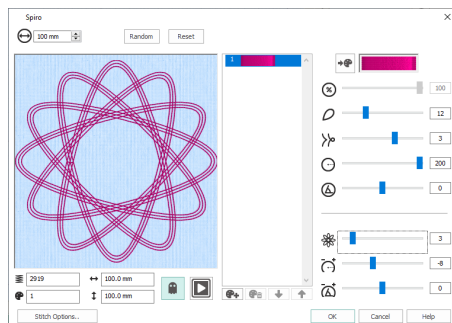 Spiro
100 mm Random Reset
1
100
12
3
200
0
3
-8
0
2919 100.0 mm
1 100.0 mm
Stitch Options... OK Cancel Help